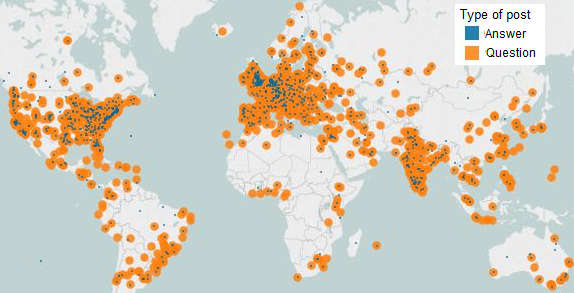 Type of post
Answer
Question